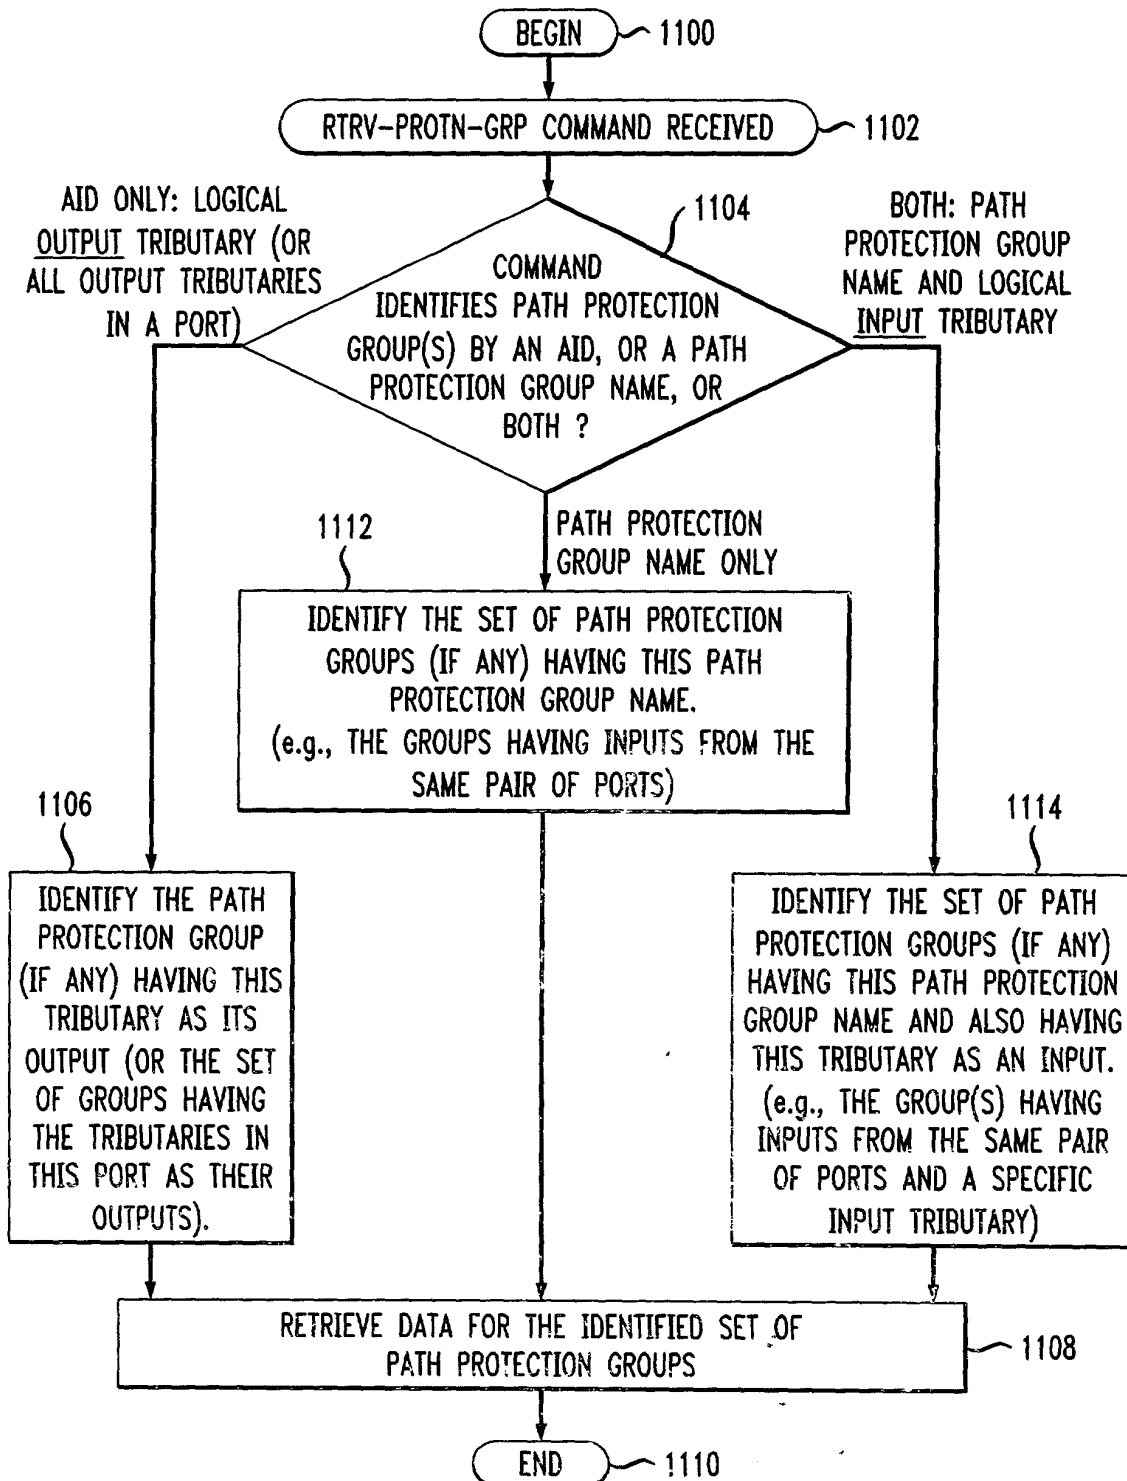 BEGIN
1100
RTRV-PROTN-GRP COMMAND RECEIVED
1102
AID ONLY: LOGICAL
OUTPUT TRIBUTARY (OR
ALL OUTPUT TRIBUTARIES
IN A PORT)
1104
BOTH: PATH
PROTECTION GROUP
NAME AND LOGICAL
INPUT TRIBUTARY
COMMAND
IDENTIFIES PATH PROTECTION
GROUP(S) BY AN AID, OR A PATH
PROTECTION GROUP NAME, OR
BOTH ?
1112
PATH PROTECTION
GROUP NAME ONLY
IDENTIFY THE SET OF PATH PROTECTION
GROUPS (IF ANY) HAVING THIS PATH
PROTECTION GROUP NAME.
(e.g., THE GROUPS HAVING INPUTS FROM THE
SAME PAIR OF PORTS)
1106
IDENTIFY THE PATH
PROTECTION GROUP
(IF ANY) HAVING THIS
TRIBUTARY AS ITS
OUTPUT (OR THE SET
OF GROUPS HAVING
THE TRIBUTARIES IN
THIS PORT AS THEIR
OUTPUTS).
1114
IDENTIFY THE SET OF PATH
PROTECTION GROUPS (IF ANY)
HAVING THIS PATH PROTECTION
GROUP NAME AND ALSO HAVING
THIS TRIBUTARY AS AN INPUT.
(e.g., THE GROUP(S) HAVING
INPUTS FROM THE SAME PAIR
OF PORTS AND A SPECIFIC
INPUT TRIBUTARY)
RETRIEVE DATA FOR THE IDENTIFIED SET OF
PATH PROTECTION GROUPS
1108
END
1110